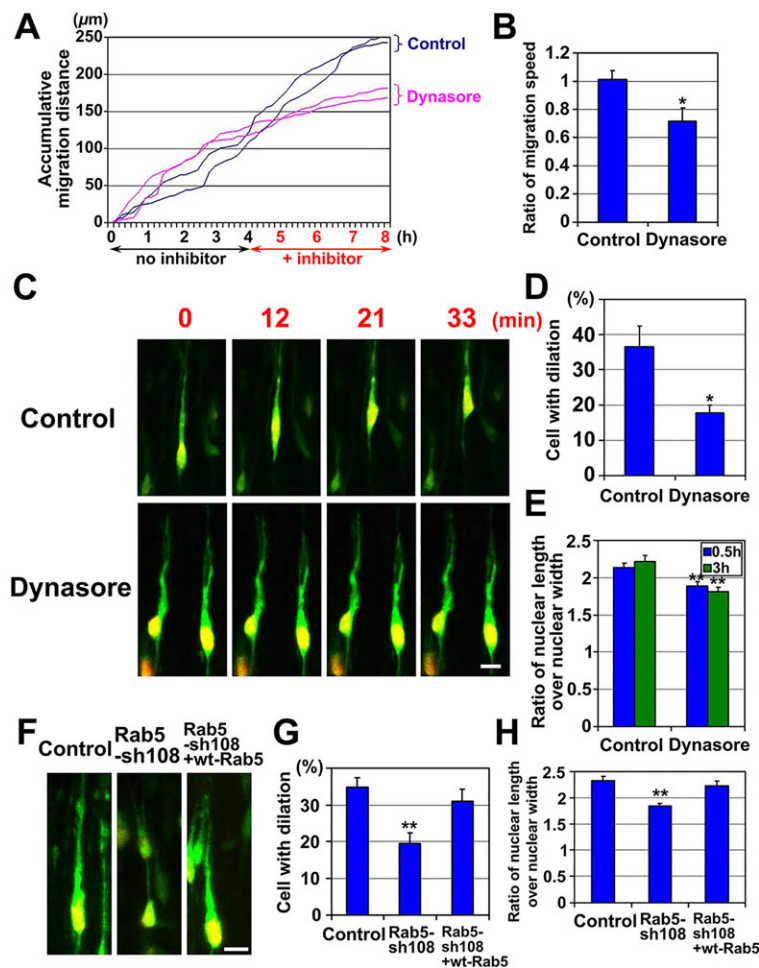 A
(µm)
250
200
150
100
50
0
Accumulative
migration distance
Control
Dynasore
0 1 2 3 4 5 6 7 8 (h)
no inhibitor
+ inhibitor
B
1.2
1
0.8
0.6
0.4
0.2
0
Ratio of migration speed
*
Control Dynasore
C
0 12 21 33 (min)
Control
Dynasore
D
(%)
40
30
20
10
0
Cell with dilation
*
Control Dynasore
E
0.5h
3h
2.5
2
1.5
1
0.5
0
Ratio of nuclear length
over nuclear width
** **
Control Dynasore
F
Control
Rab5
-sh108
Rab5
-sh108
+wt-Rab5
G
(%)
30
20
10
0
Cell with dilation
**
Control
Rab5-
sh108
Rab5-
sh108
+wt-Rab5
H
2.5
2
1.5
1
0.5
0
Ratio of nuclear length
over nuclear width
**
Control
Rab5-
sh108
Rab5-
sh108
+wt-Rab5